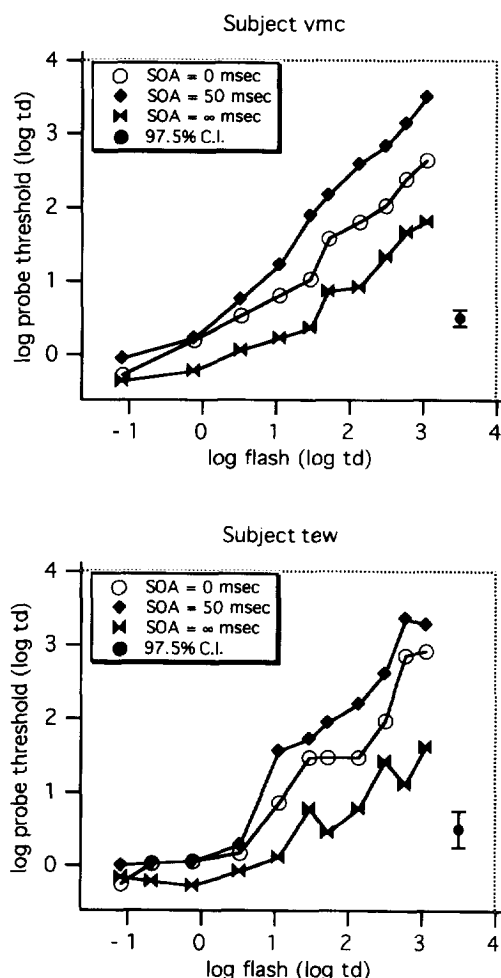 Subject vmc
4
3
2
1
0
log probe threshold (log td)
SOA = 0 msec
SOA = 50 msec
SOA = ∞ msec
97.5% C.I.
-1 0 1 2 3 4
log flash (log td)
Subject tew
4
3
2
1
0
log probe threshold (log td)
SOA = 0 msec
SOA = 50 msec
SOA = ∞ msec
97.5% C.I.
-1 0 1 2 3 4
log flash (log td)